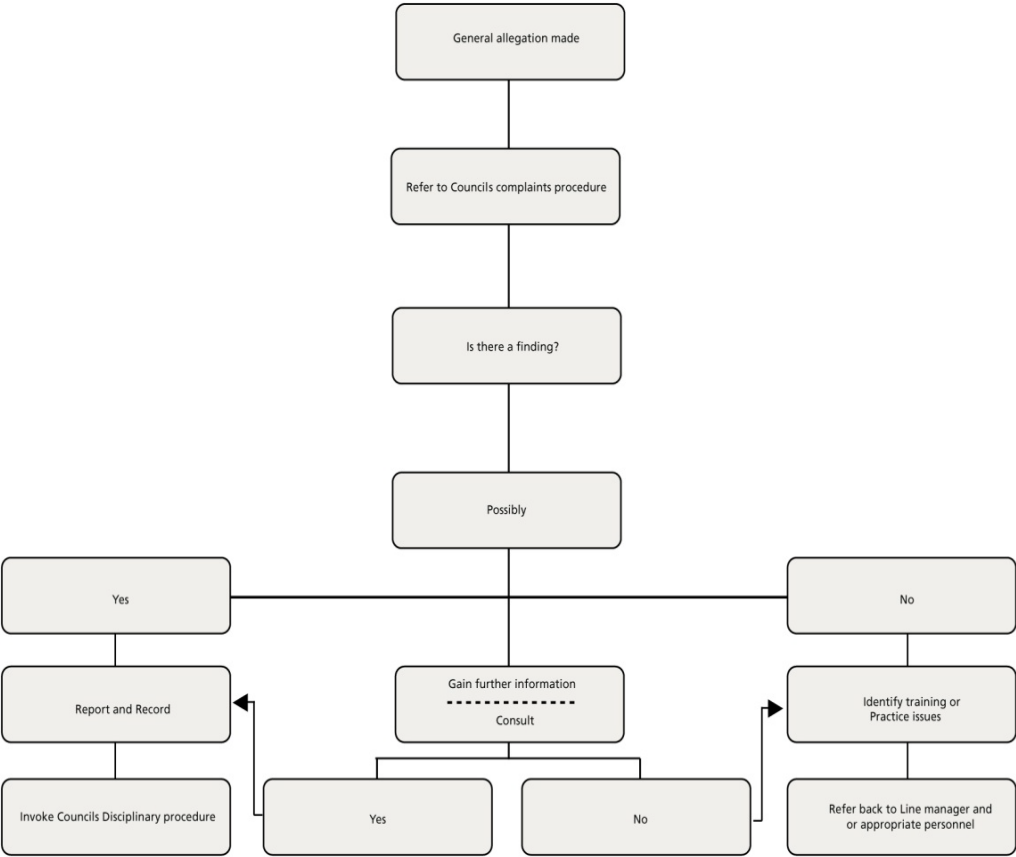 General allegation made
Refer to Councils complaints procedure
Is there a finding?
Possibly
Yes
No
Report and Record
Gain further information
Consult
Identify training or
Practice issues
Invoke Councils Disciplinary procedure
Yes
No
Refer back to Line manager and
or appropriate personnel